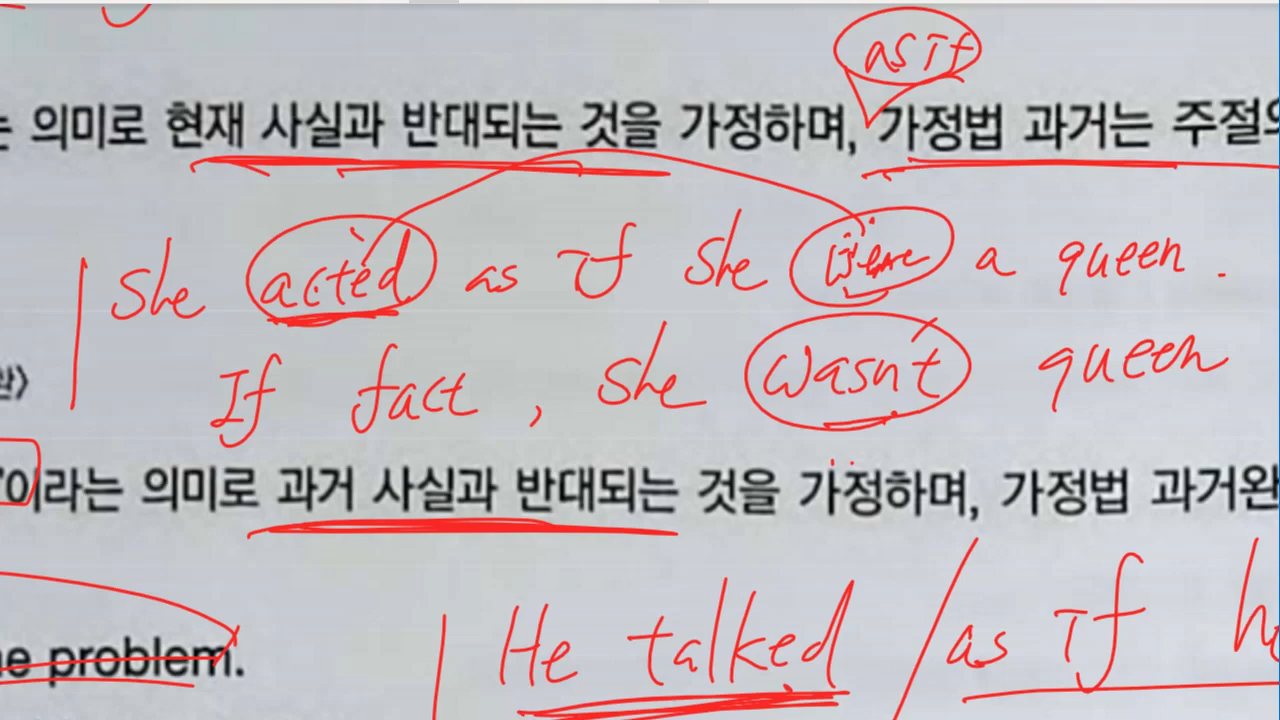 as if
는 의미로 현재 사실과 반대되는 것을 가정하며, 가정법 과거는 주절의
She acted as if she were a queen.
If fact, she wasn't queen
완〉
이라는 의미로 과거 사실과 반대되는 것을 가정하며, 가정법 과거완
He talked / as if h
e problem.